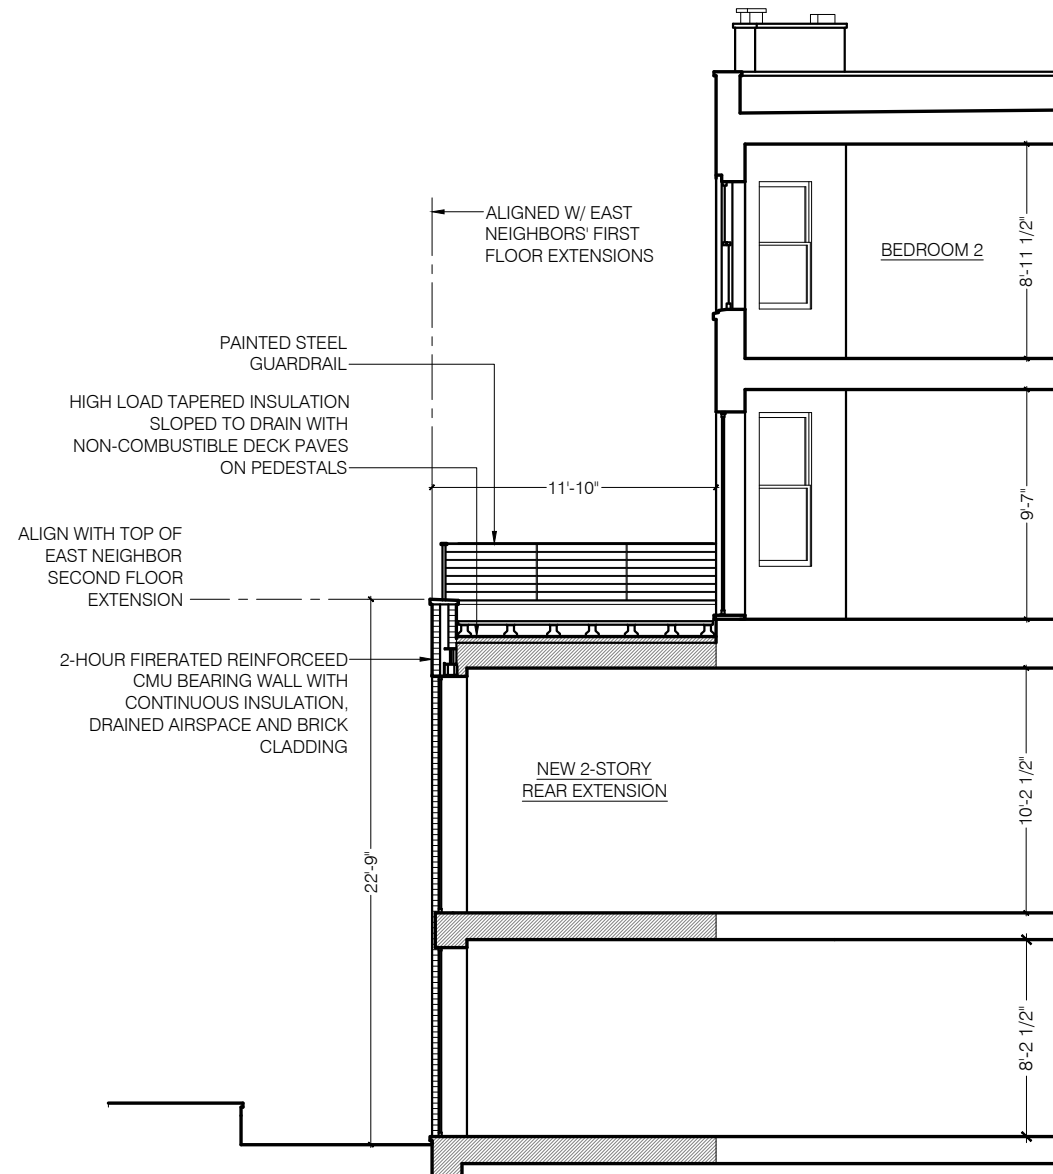 ALIGNED W/ EAST
NEIGHBORS' FIRST
FLOOR EXTENSIONS
BEDROOM 2
8'-11 1/2"
PAINTED STEEL
GUARDRAIL
HIGH LOAD TAPERED INSULATION
SLOPED TO DRAIN WITH
NON-COMBUSTIBLE DECK PAVES
ON PEDESTALS
11'-10"
9'-7"
ALIGN WITH TOP OF
EAST NEIGHBOR
SECOND FLOOR
EXTENSION
2-HOUR FIRERATED REINFORCEED
CMU BEARING WALL WITH
CONTINUOUS INSULATION,
DRAINED AIRSPACE AND BRICK
CLADDING
NEW 2-STORY
REAR EXTENSION
10'-2 1/2"
22'-9"
8'-2 1/2"